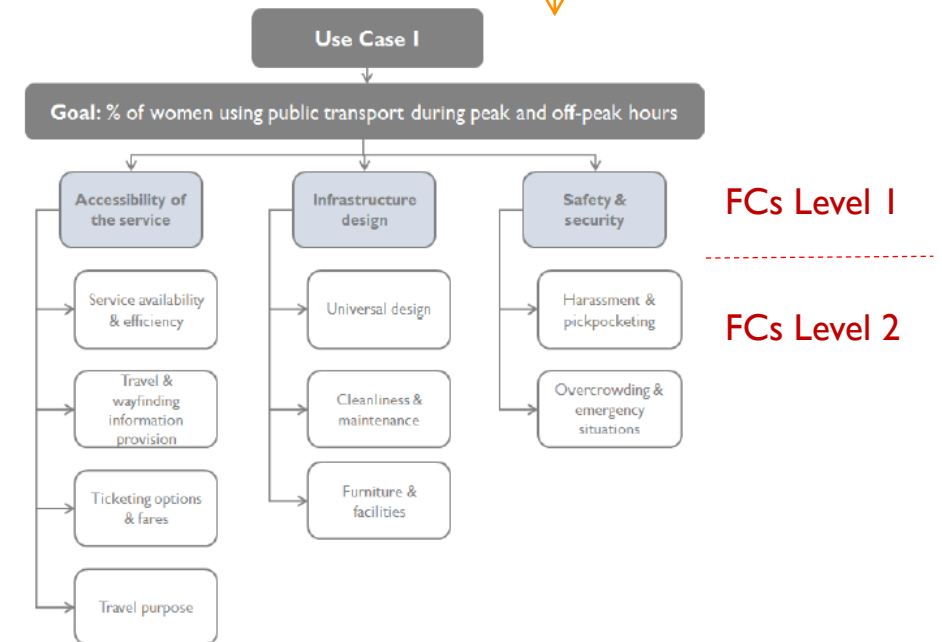 Use Case 1
Goal: % of women using public transport during peak and off-peak hours
Accessibility of
the service
Infrastructure
design
Safety &
security
FCs Level 1
Service availability
& efficiency
Universal design
Harassment &
pickpocketing
FCs Level 2
Travel &
wayfinding
information
provision
Cleanliness &
maintenance
Overcrowding &
emergency
situations
Ticketing options
& fares
Furniture &
facilities
Travel purpose